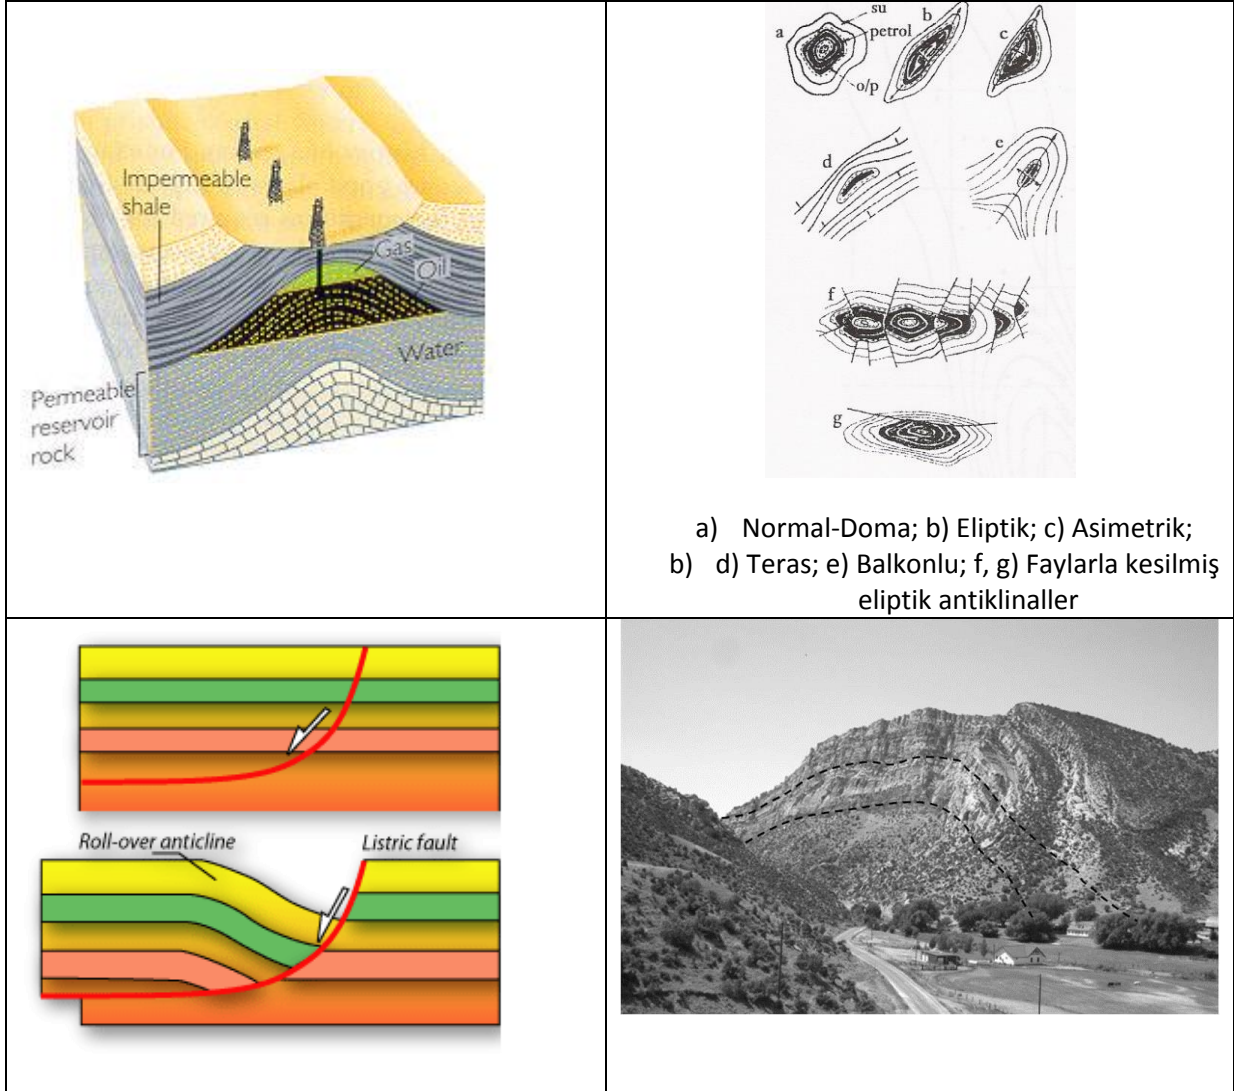 Impermeable
shale
Gas
Oil
Water
Permeable
reservoir
rock
a
su
b
petrol
c
o/p
d
e
f
g
a) Normal-Doma; b) Eliptik; c) Asimetrik;
b) d) Teras; e) Balkonlu; f, g) Faylarla kesilmiş
eliptik antiklinaller
Roll-over anticline
Listric fault